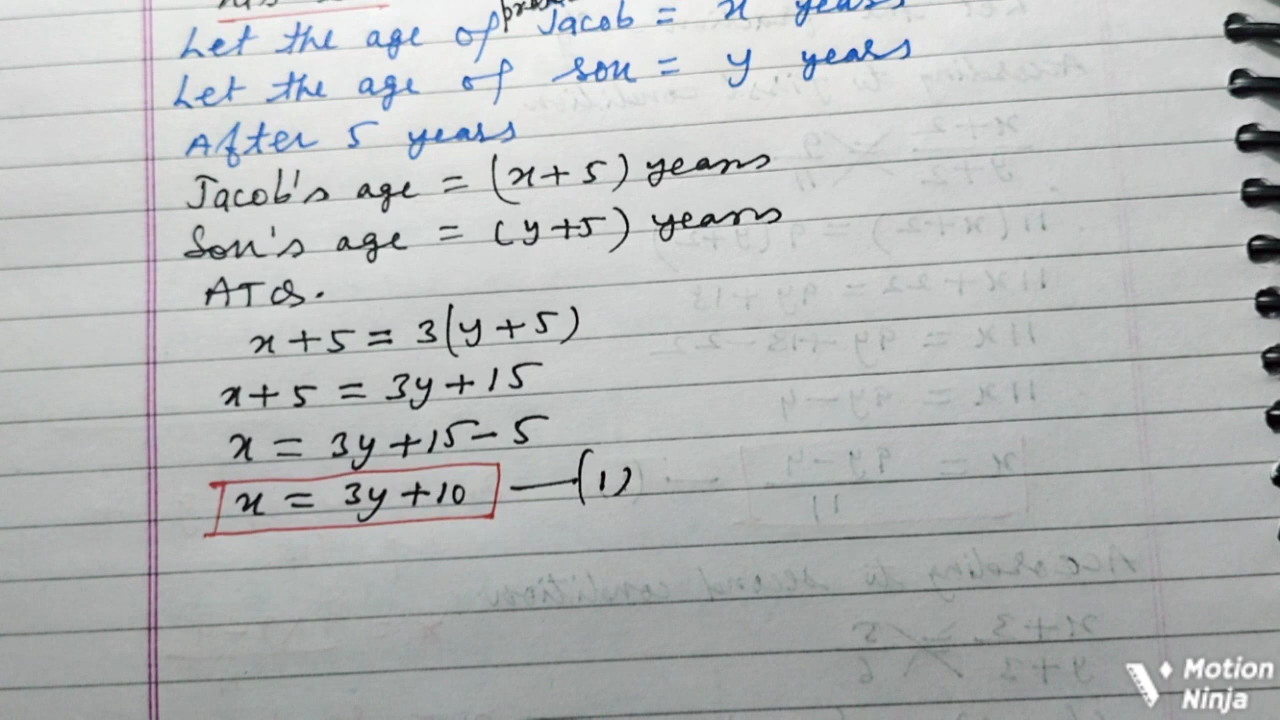 Let the age of Jacob = x years
Let the age of son = y years
After 5 years
Jacob's age = (x+5) years
Son's age = (y+5) years
ATQ.
x+5 = 3(y+5)
x+5 = 3y+15
x = 3y+15-5
x = 3y+10 —(1)
Motion
Ninja